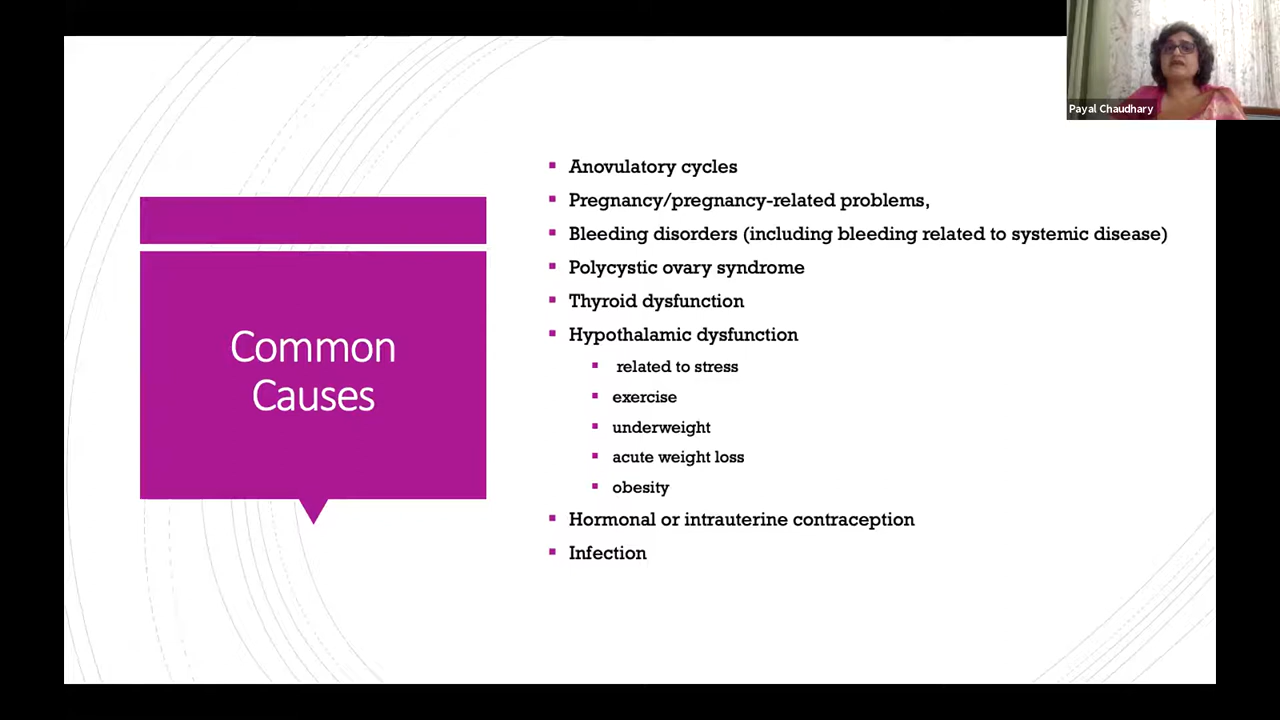 Payal Chaudhary
Common
Causes
Anovulatory cycles
Pregnancy/pregnancy-related problems,
Bleeding disorders (including bleeding related to systemic disease)
Polycystic ovary syndrome
Thyroid dysfunction
Hypothalamic dysfunction
related to stress
exercise
underweight
acute weight loss
obesity
Hormonal or intrauterine contraception
Infection